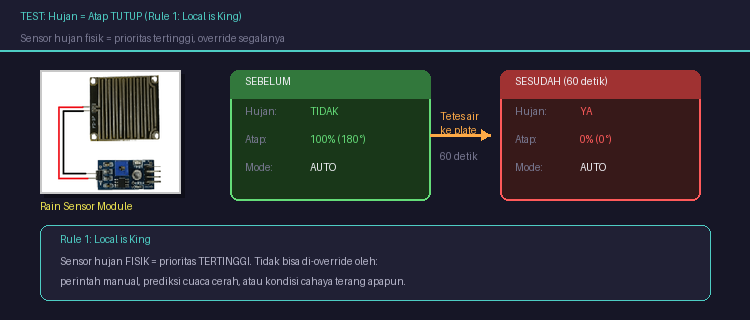 TEST: Hujan = Atap TUTUP (Rule 1: Local is King)
Sensor hujan fisik = prioritas tertinggi, override segalanya
SEBELUM
Hujan: TIDAK
Atap: 100% (180°)
Mode: AUTO
Tetes air
ke plate
60 detik
SESUDAH (60 detik)
Hujan: YA
Atap: 0% (0°)
Mode: AUTO
Rain Sensor Module
Rule 1: Local is King
Sensor hujan FISIK = prioritas TERTINGGI. Tidak bisa di-override oleh:
perintah manual, prediksi cuaca cerah, atau kondisi cahaya terang apapun.